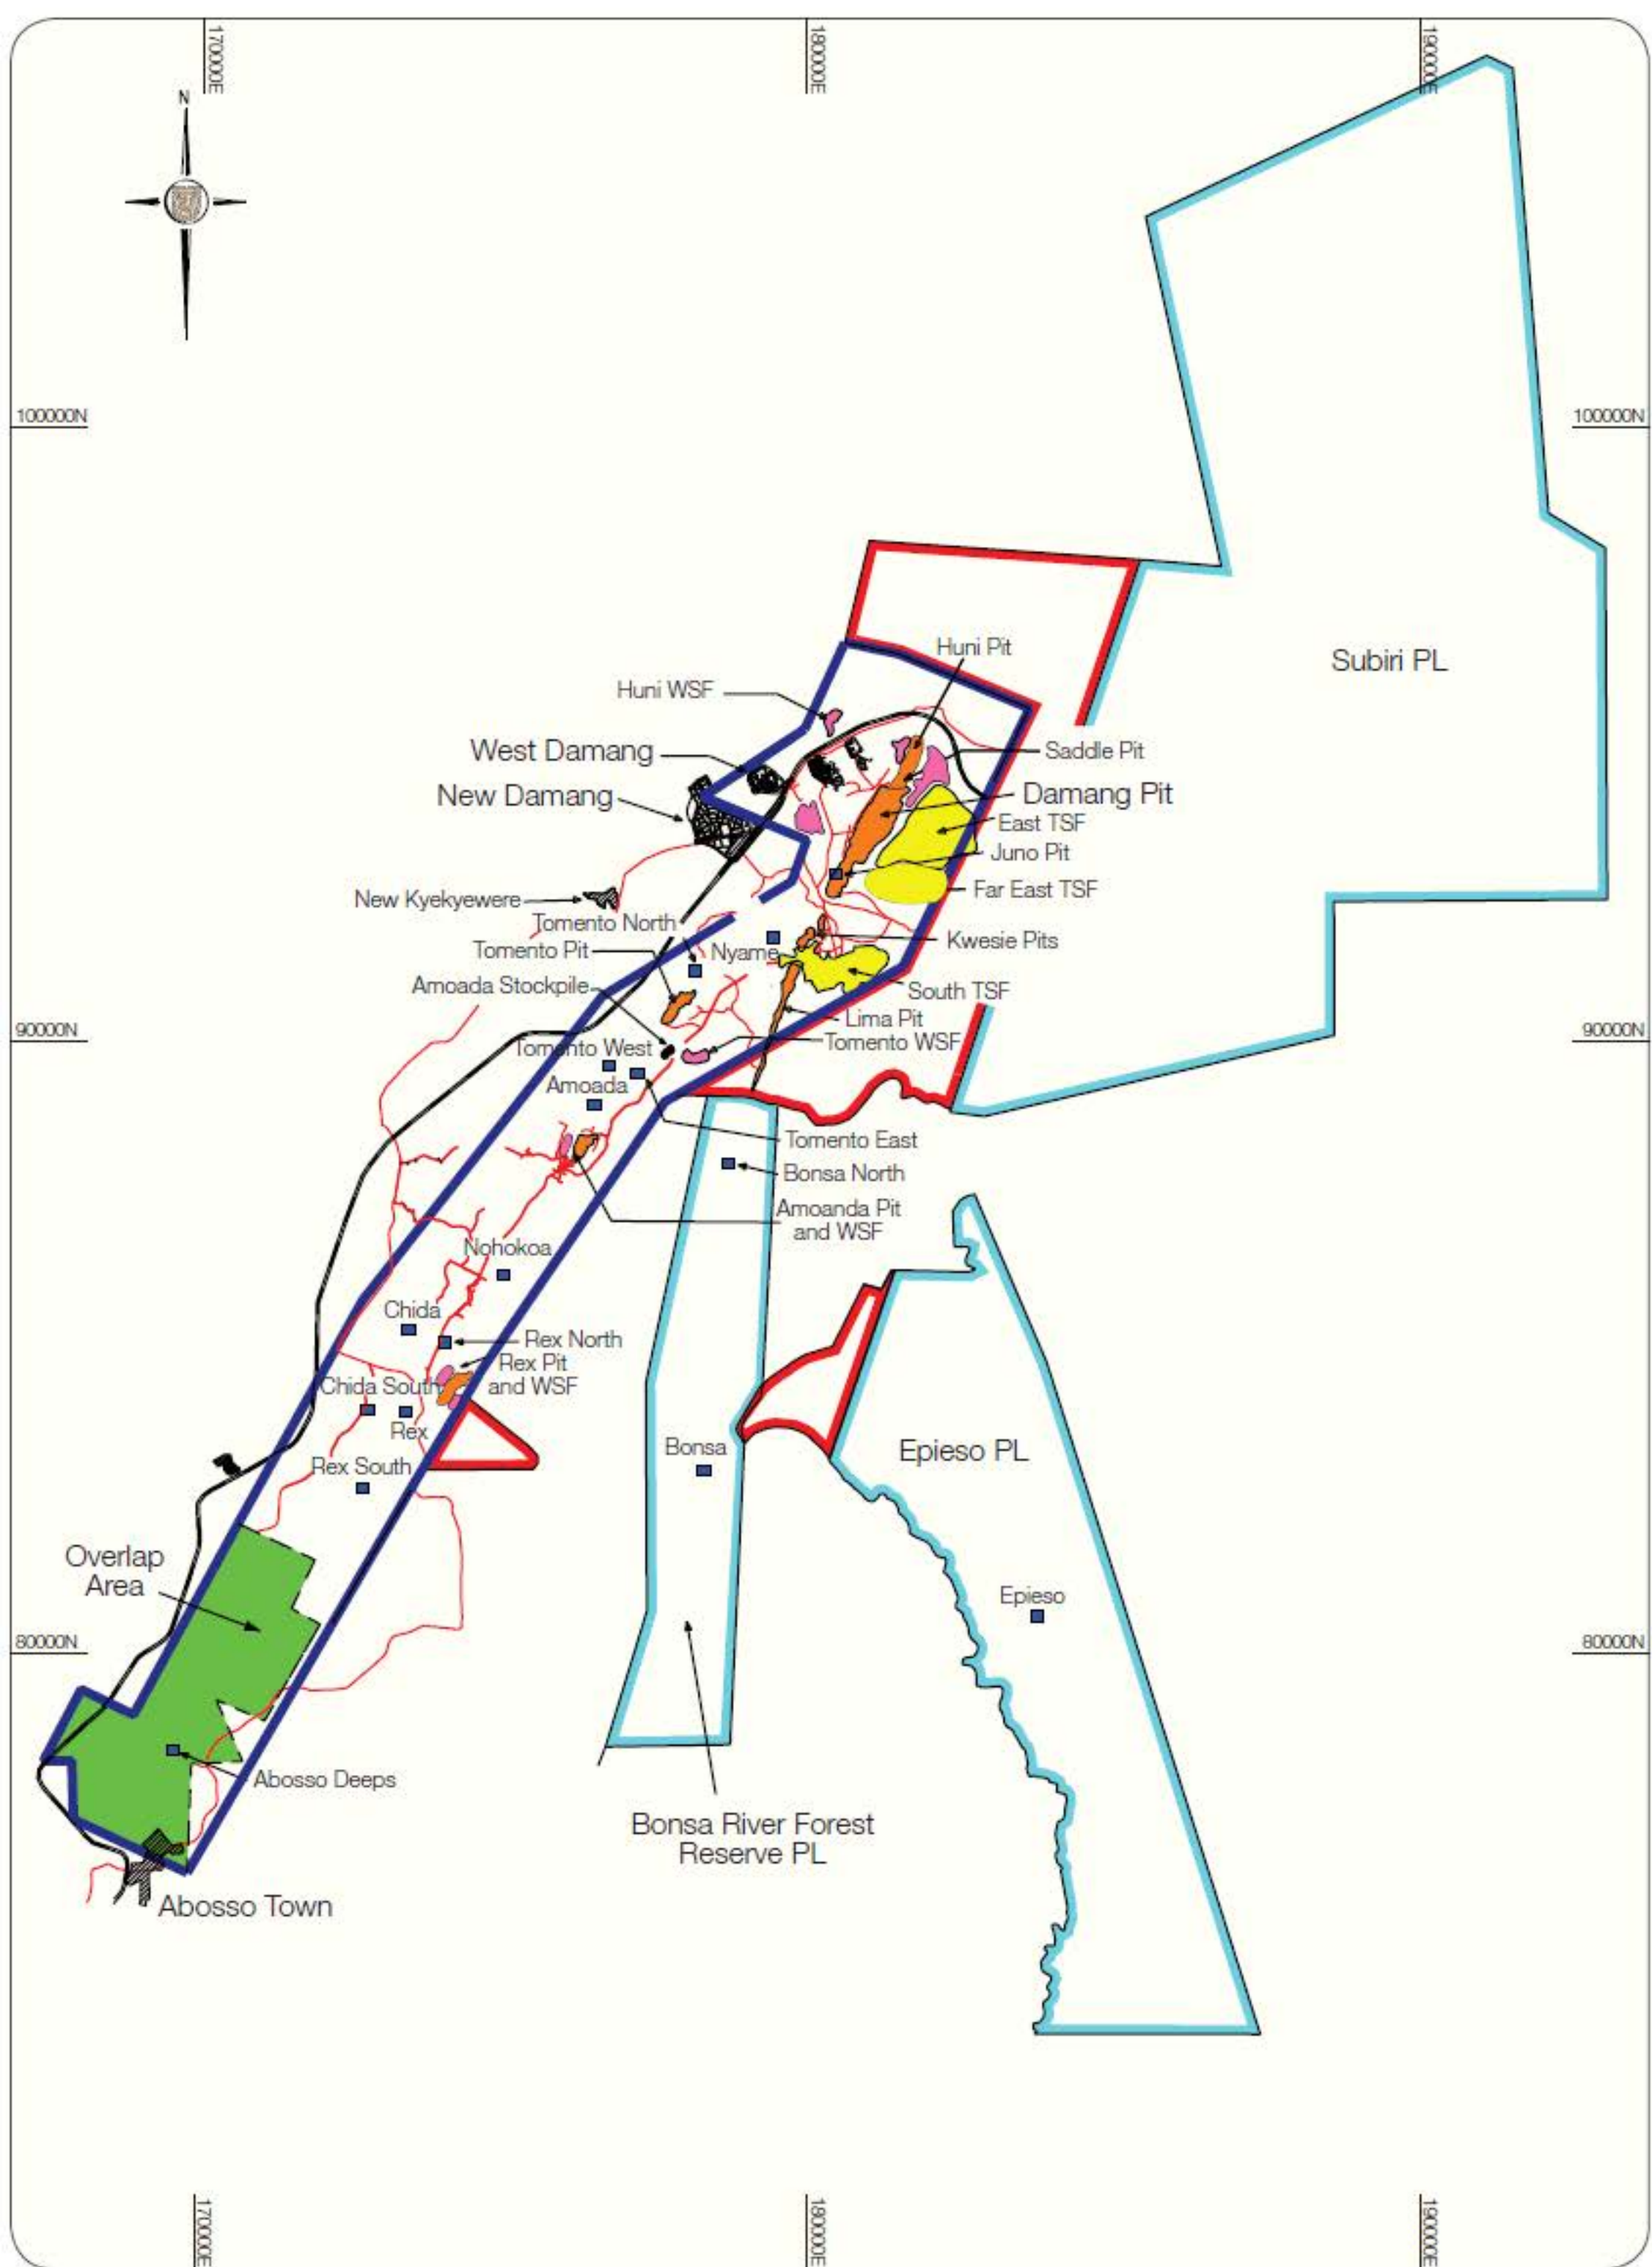 170000E
180000E
190000E
N
100000N
100000N
Subiri PL
Huni Pit
Huni WSF
West Damang
Saddle Pit
New Damang
Damang Pit
East TSF
Juno Pit
New Kyekyewere
Far East TSF
Tomento North
Tomento Pit
Nyame
Kwesie Pits
Amoada Stockpile
South TSF
Lima Pit
90000N
90000N
Tomento West
Tomento WSF
Amoada
Tomento East
Bonsa North
Amoanda Pit
and WSF
Nohokoa
Chida
Rex North
Rex Pit
and WSF
Chida South
Rex
Bonsa
Epieso PL
Rex South
Overlap
Area
Epieso
80000N
80000N
Abosso Deeps
Bonsa River Forest
Reserve PL
Abosso Town
170000E
180000E
190000E